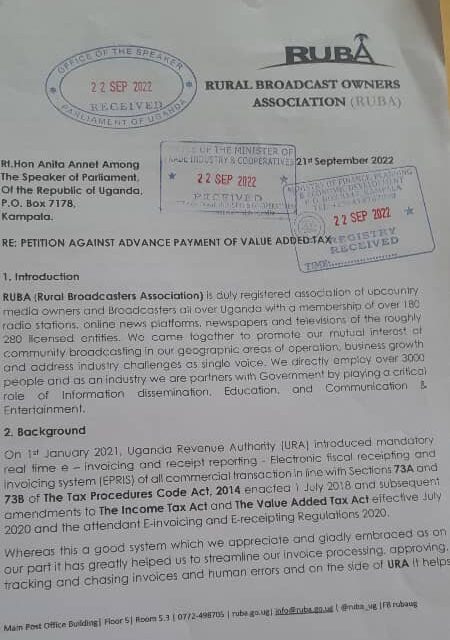 RUBA
RURAL BROADCAST OWNERS
ASSOCIATION (RUBA)
OFFICE OF THE SPEAKER
22 SEP 2022
RECEIVED
PARLIAMENT OF UGANDA
OF THE MINISTER OF
TRADE INDUSTRY & COOPERATIVES
22 SEP 2022
RECEIVED
21st September 2022
MINISTRY OF FINANCE, PLANNING
& ECONOMIC DEVELOPMENT
22 SEP 2022
REGISTRY
RECEIVED
TIME:
Rt.Hon Anita Annet Among
The Speaker of Parliament,
Of the Republic of Uganda,
P.O. Box 7178,
Kampala.
RE: PETITION AGAINST ADVANCE PAYMENT OF VALUE ADDED TAX
1. Introduction
RUBA (Rural Broadcasters Association) is duly registered association of upcountry
media owners and Broadcasters all over Uganda with a membership of over 180
radio stations, online news platforms, newspapers and televisions of the roughly
280 licensed entities. We came together to promote our mutual interest of
community broadcasting in our geographic areas of operation, business growth
and address industry challenges as single voice. We directly employ over 3000
people and as an industry we are partners with Government by playing a critical
role of Information dissemination, Education, and Communication &
Entertainment.
2. Background
On 1st January 2021, Uganda Revenue Authority (URA) introduced mandatory
real time e – invoicing and receipt reporting - Electronic fiscal receipting and
invoicing system (EPRIS) of all commercial transaction in line with Sections 73A and
73B of The Tax Procedures Code Act, 2014 enacted 1 July 2018 and subsequent
amendments to The Income Tax Act and The Value Added Tax Act effective July
2020 and the attendant E-invoicing and E-receipting Regulations 2020.
Whereas this a good system which we appreciate and gladly embraced as on
our part it has greatly helped us to streamline our invoice processing, approving,
tracking and chasing invoices and human errors and on the side of URA it helps
Main Post Office Building| Floor 5| Room 5.3 | 0772-498705 | ruba.go.ug| info@ruba.go.ug | @ruba_ug |FB rubaug